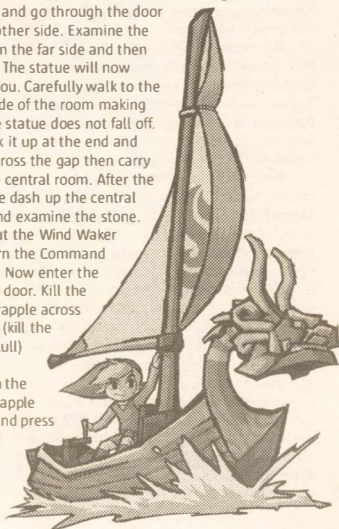 and go through the door
other side. Examine the
n the far side and then
The statue will now
ou. Carefully walk to the
de of the room making
e statue does not fall off.
k it up at the end and
ross the gap then carry
e central room. After the
e dash up the central
nd examine the stone.
ut the Wind Waker
rn the Command
Now enter the
door. Kill the
rapple across
(kill the
ull)
n the
apple
nd press